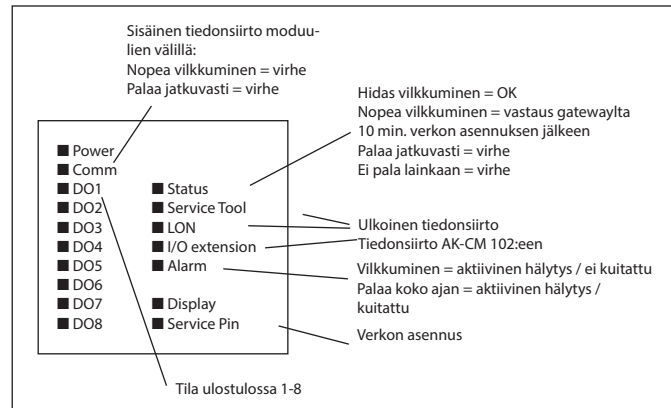 Sisäinen tiedonsiirto moduu-
lien välillä:
Nopea vilkkuminen = virhe
Palaa jatkuvasti = virhe
Hidas vilkkuminen = OK
Nopea vilkkuminen = vastaus gatewaylta
10 min. verkon asennuksen jälkeen
Palaa jatkuvasti = virhe
Ei pala lainkaan = virhe
■ Power
■ Comm
■ DO1
■ DO2
■ DO3
■ DO4
■ DO5
■ DO6
■ DO7
■ DO8
■ Status
■ Service Tool
■ LON
■ I/O extension
■ Alarm
■ Display
■ Service Pin
Ulkoinen tiedonsiirto
Tiedonsiirto AK-CM 102:een
Vilkkuminen = aktiivinen hälytys / ei kuitattu
Palaa koko ajan = aktiivinen hälytys /
kuitattu
Verkon asennus
Tila ulostulossa 1-8